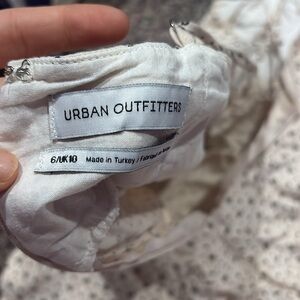 URBAN OUTFITTERS
6/UK10 Made in Turkey /